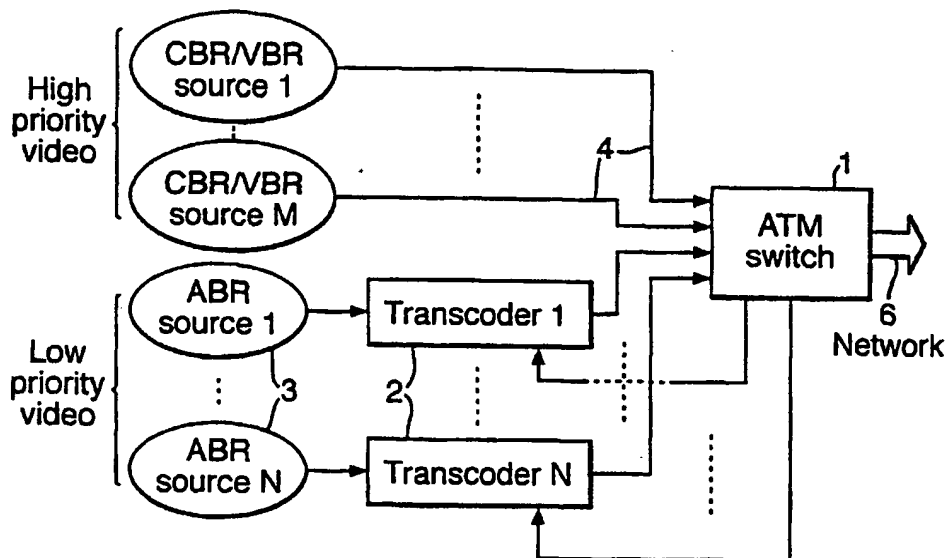 High
priority
video
CBR/VBR
source 1
CBR/VBR
source M
4
1
ATM
switch
6
Network
Low
priority
video
ABR
source 1
3
ABR
source N
Transcoder 1
2
Transcoder N